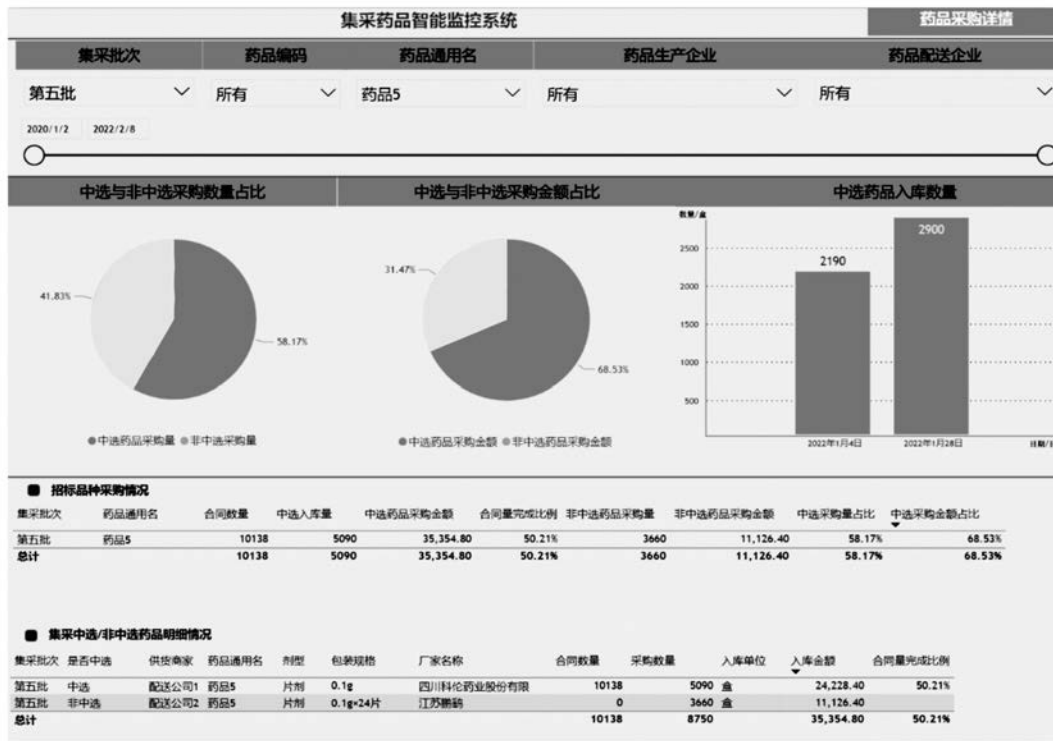 集采药品智能监控系统 药品采购详情
集采批次 药品编码 药品通用名 药品生产企业 药品配送企业
第五批 所有 药品5 所有 所有
2020/1/2 2022/2/8
中选与非中选采购数量占比 中选与非中选采购金额占比 中选药品入库数量
数量/盒
2900
2500
2190
31.47%
2000
41.83%
1500
58.17%
1000
68.53%
500
中选药品采购量 非中选采购量 中选药品采购金额 非中选药品采购金额 2022年1月4日 2022年1月28日
招标品种采购情况
集采批次 药品通用名 合同数量 中选入库量 中选药品采购金额 合同量完成比例 非中选药品采购量 非中选药品采购金额 中选采购量占比 中选采购金额占比
第五批 药品5 10138 5090 35,354.80 50.21% 3660 11,126.40 58.17% 68.53%
总计 10138 5090 35,354.80 50.21% 3660 11,126.40 58.17% 68.53%
集采中选/非中选药品明细情况
集采批次 是否中选 供货商家 药品通用名 剂型 包装规格 厂家名称 合同数量 采购数量 入库单位 入库金额 合同量完成比例
第五批 中选 配送公司1 药品5 片剂 0.1g 四川科伦药业股份有限 10138 5090 盒 24,228.40 50.21%
第五批 非中选 配送公司2 药品5 片剂 0.1g×24片 江苏鹏鹞 0 3660 盒 11,126.40
总计 10138 8750 35,354.80 50.21%